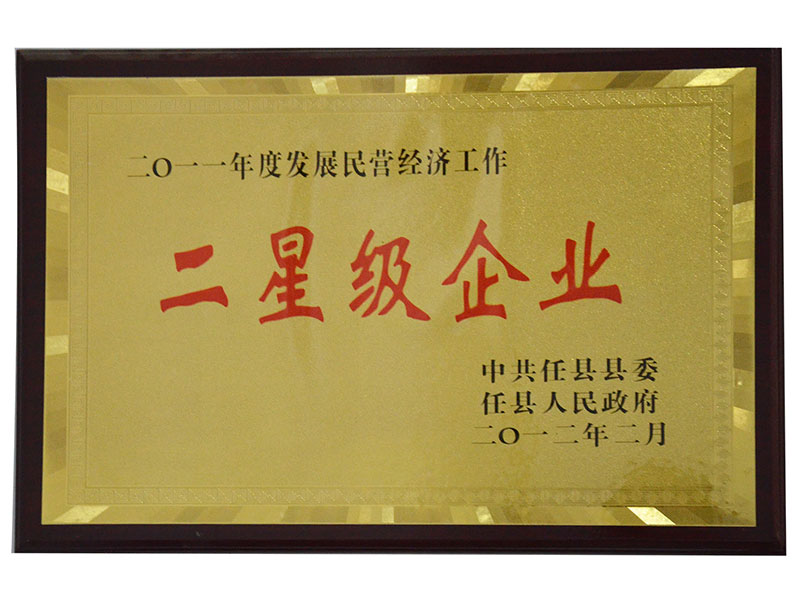 二〇一一年度发展民营经济工作
二星级企业
中共任县县委
任县人民政府
二〇一二年二月